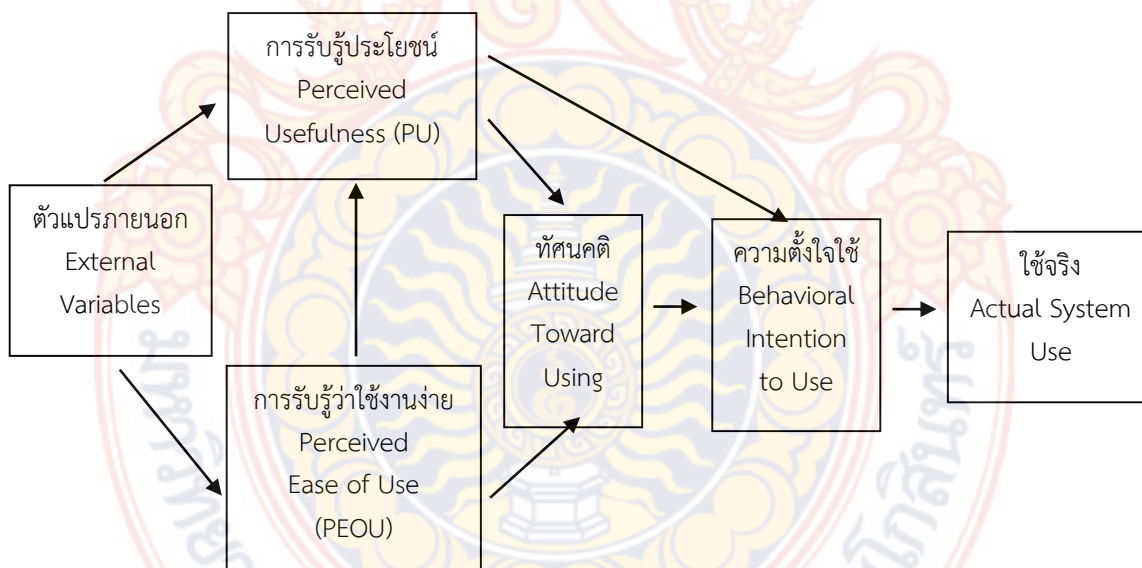 การรับรู้ประโยชน์
Perceived
Usefulness (PU)
ตัวแปรภายนอก
External
Variables
การรับรู้ว่าใช้งานง่าย
Perceived
Ease of Use
(PEOU)
ทัศนคติ
Attitude
Toward
Using
ความตั้งใจใช้
Behavioral
Intention
to Use
ใช้จริง
Actual System
Use